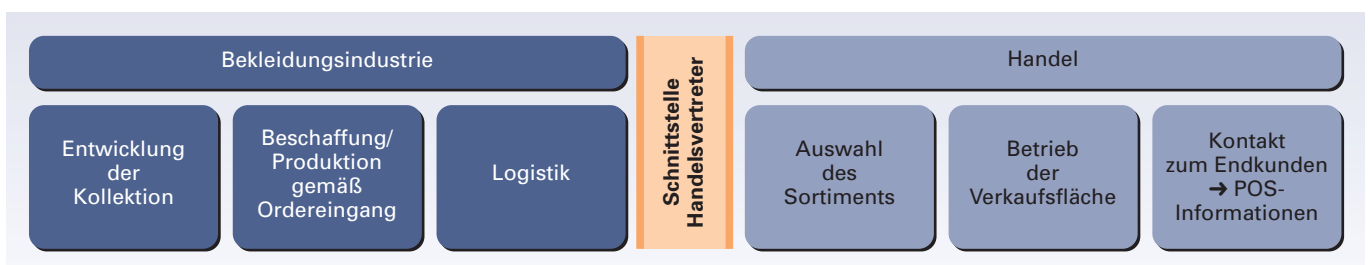 Bekleidungsindustrie
Entwicklung
der
Kollektion
Beschaffung/
Produktion
gemäß
Ordereingang
Logistik
Schnittstelle
Handelsvertreter
Handel
Auswahl
des
Sortiments
Betrieb
der
Verkaufsfläche
Kontakt
zum Endkunden
➜ POS-
Informationen